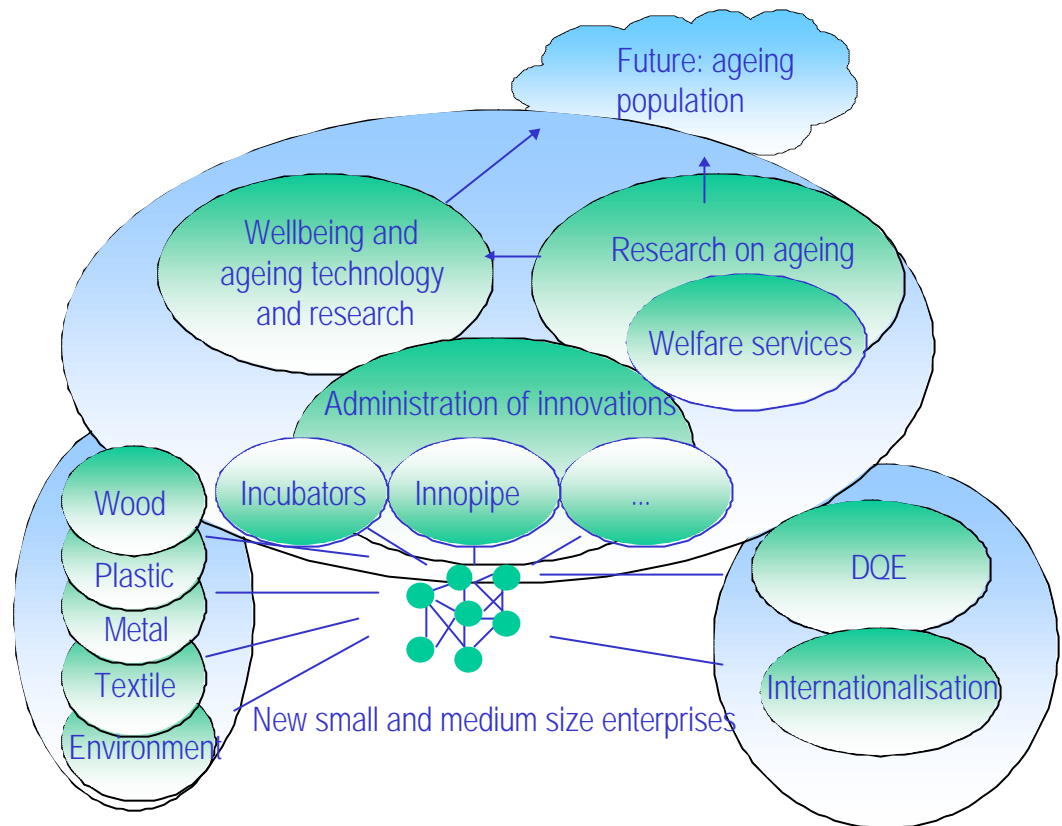 Future: ageing
population
Wellbeing and
ageing technology
and research
Research on ageing
Welfare services
Administration of innovations
Incubators
Innopipe
...
Wood
Plastic
Metal
Textile
Environment
DQE
Internationalisation
New small and medium size enterprises